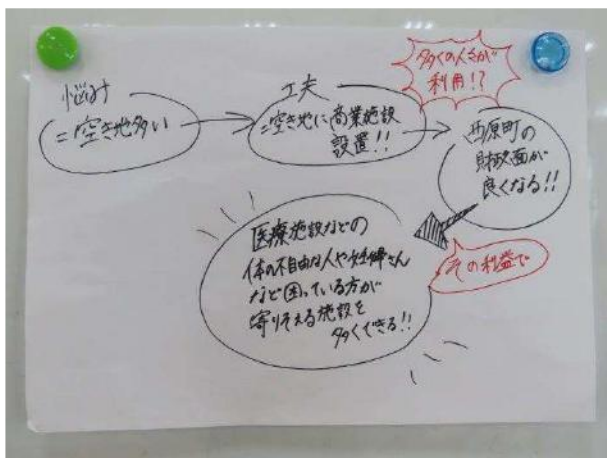 悩み
=空き地多い
工夫
=空き地に商業施設
設置!!
多くの人が
利用!?
西原町の
財政面が
良くなる!!
その利益で
医療施設などの
体の不自由な人や妊婦さん
など困っている方が
寄りそえる施設を
多くできる!!